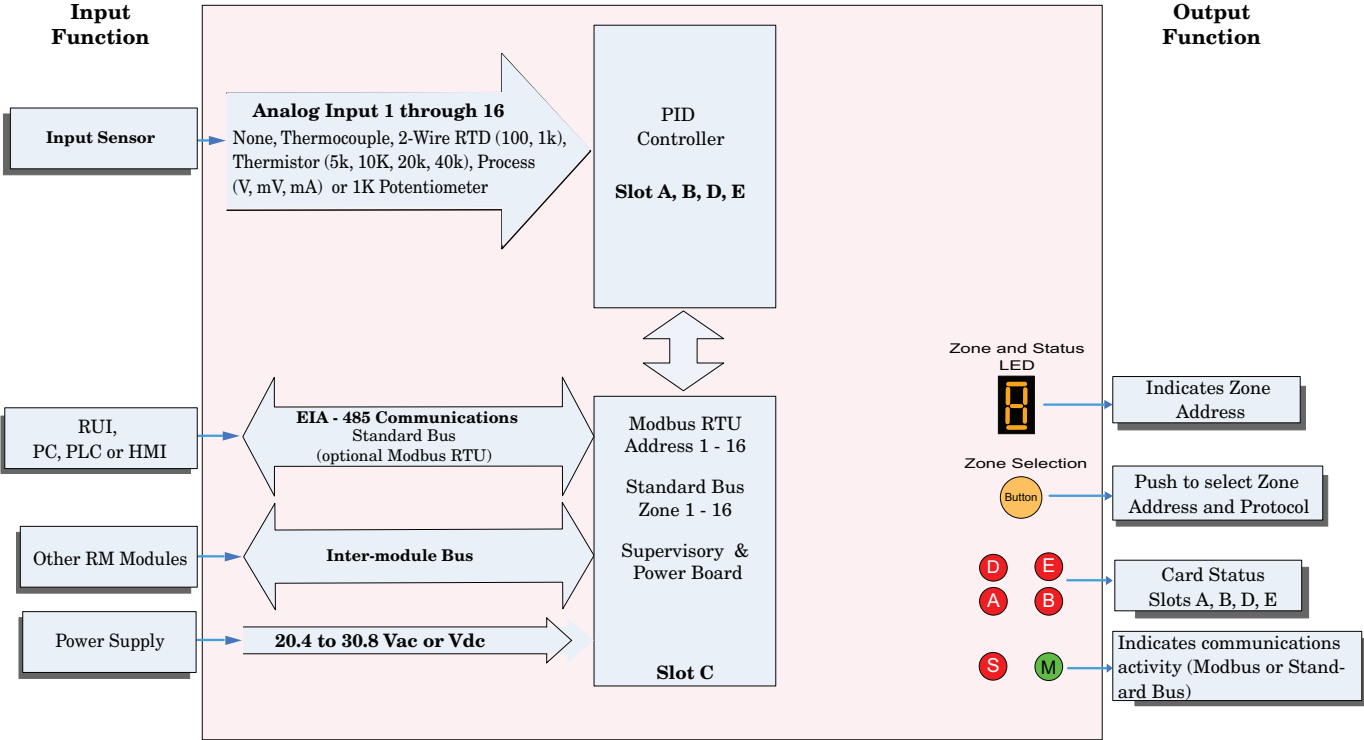 Input
Function
Output
Function
Input Sensor
Analog Input 1 through 16
None, Thermocouple, 2-Wire RTD (100, 1k),
Thermistor (5k, 10K, 20k, 40k), Process
(V, mV, mA) or 1K Potentiometer
PID
Controller
Slot A, B, D, E
Zone and Status
LED
8
Indicates Zone
Address
RUI,
PC, PLC or HMI
EIA - 485 Communications
Standard Bus
(optional Modbus RTU)
Modbus RTU
Address 1 - 16
Standard Bus
Zone 1 - 16
Supervisory &
Power Board
Slot C
Zone Selection
Button
Push to select Zone
Address and Protocol
Other RM Modules
Inter-module Bus
D
E
A
B
Card Status
Slots A, B, D, E
Power Supply
20.4 to 30.8 Vac or Vdc
S
M
Indicates communications
activity (Modbus or Stand-
ard Bus)